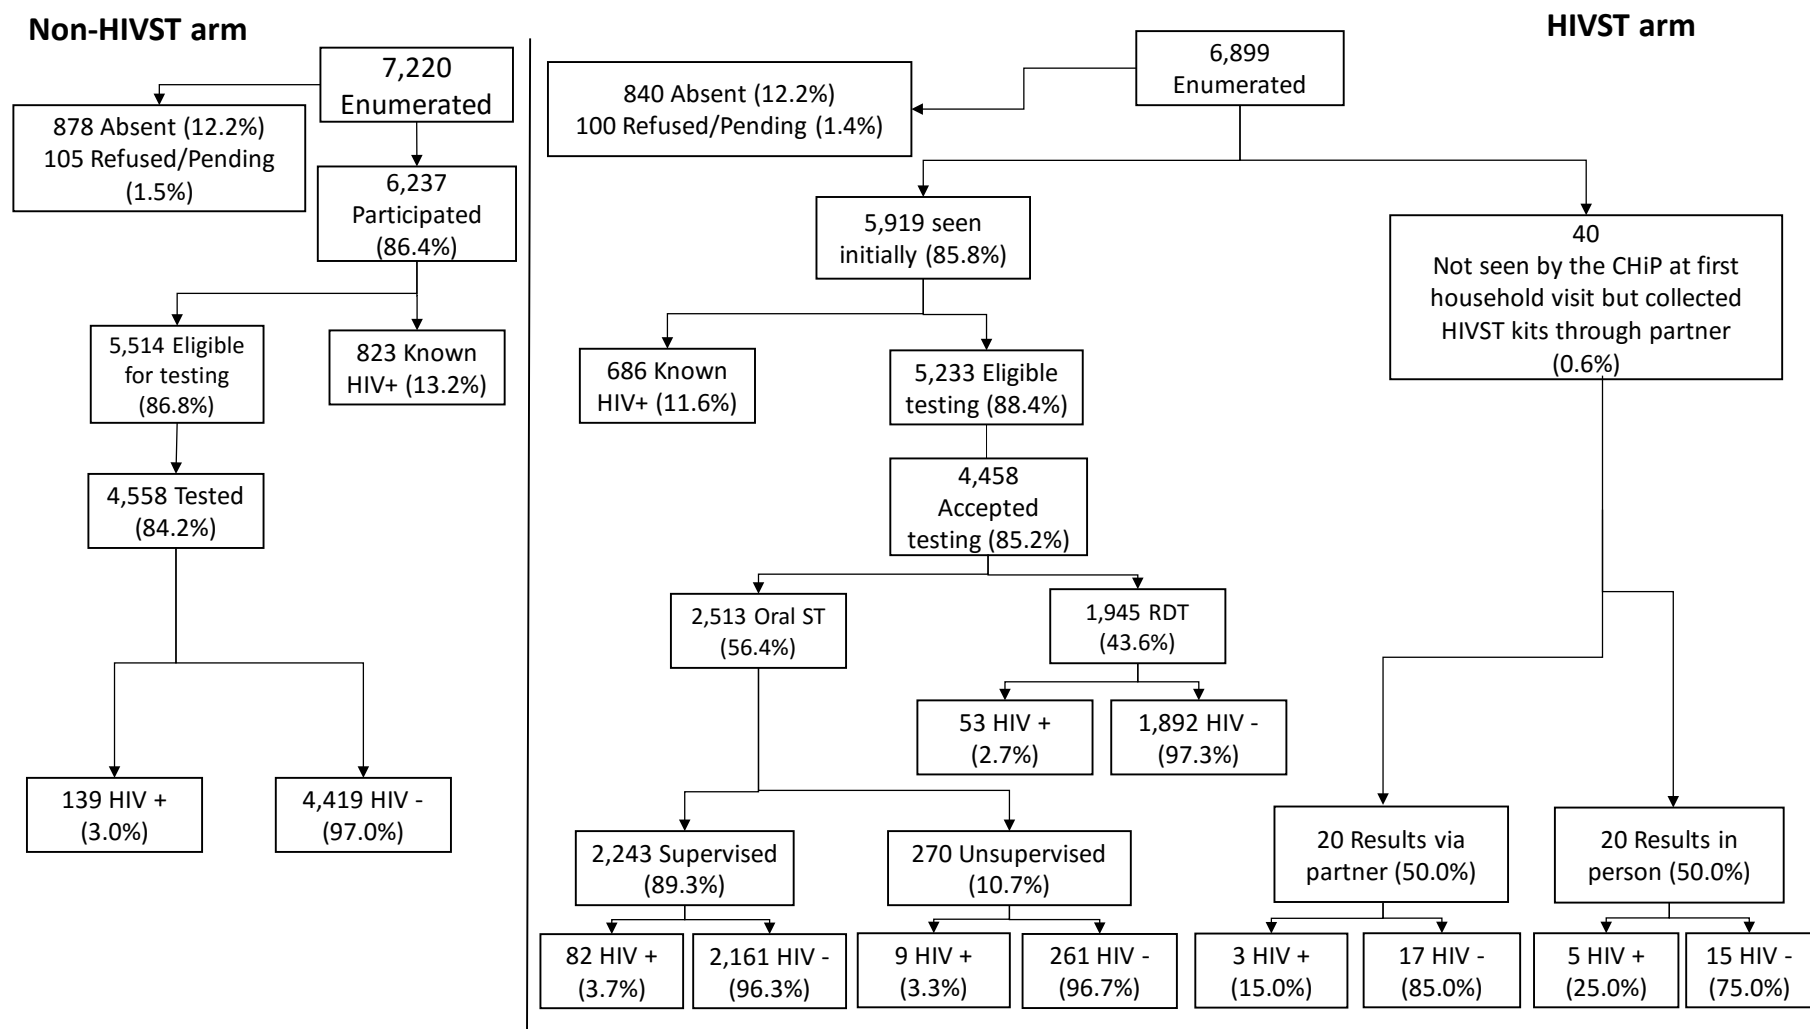 Non-HIVST arm
7,220
Enumerated
878 Absent (12.2%)
105 Refused/Pending
(1.5%)
6,237
Participated
(86.4%)
5,514 Eligible
for testing
(86.8%)
823 Known
HIV+ (13.2%)
4,558 Tested
(84.2%)
139 HIV +
(3.0%)
4,419 HIV -
(97.0%)
HIVST arm
6,899
Enumerated
840 Absent (12.2%)
100 Refused/Pending (1.4%)
5,919 seen
initially (85.8%)
40
Not seen by the CHiP at first
household visit but collected
HIVST kits through partner
(0.6%)
686 Known
HIV+ (11.6%)
5,233 Eligible
testing (88.4%)
4,458
Accepted
testing (85.2%)
2,513 Oral ST
(56.4%)
1,945 RDT
(43.6%)
53 HIV +
(2.7%)
1,892 HIV -
(97.3%)
2,243 Supervised
(89.3%)
270 Unsupervised
(10.7%)
20 Results via
partner (50.0%)
20 Results in
person (50.0%)
82 HIV +
(3.7%)
2,161 HIV -
(96.3%)
9 HIV +
(3.3%)
261 HIV -
(96.7%)
3 HIV +
(15.0%)
17 HIV -
(85.0%)
5 HIV +
(25.0%)
15 HIV -
(75.0%)